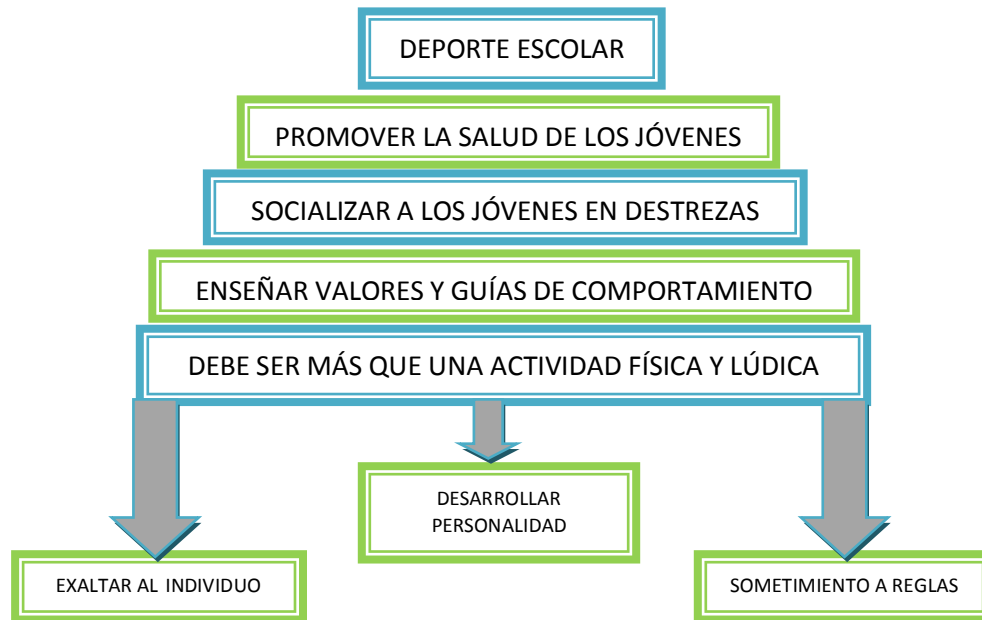 DEPORTE ESCOLAR
PROMOVER LA SALUD DE LOS JÓVENES
SOCIALIZAR A LOS JÓVENES EN DESTREZAS
ENSEÑAR VALORES Y GUÍAS DE COMPORTAMIENTO
DEBE SER MÁS QUE UNA ACTIVIDAD FÍSICA Y LÚDICA
DESARROLLAR
PERSONALIDAD
EXALTAR AL INDIVIDUO
SOMETIMIENTO A REGLAS